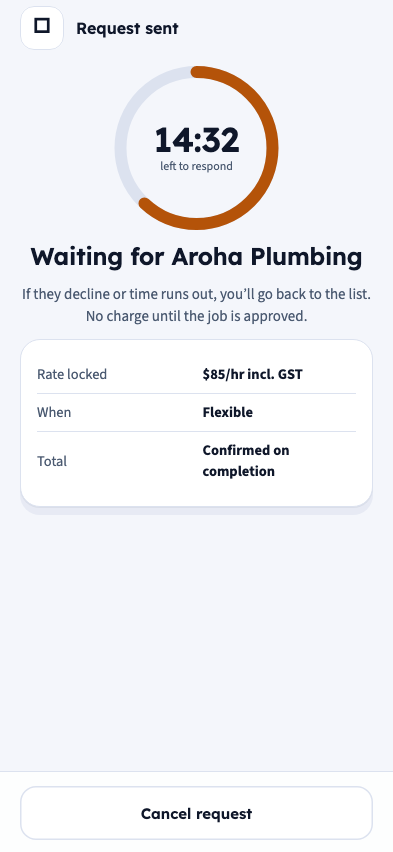 Request sent
14:32
left to respond
Waiting for Aroha Plumbing
If they decline or time runs out, you’ll go back to the list.
No charge until the job is approved.
Rate locked $85/hr incl. GST
When Flexible
Total Confirmed on
completion
Cancel request